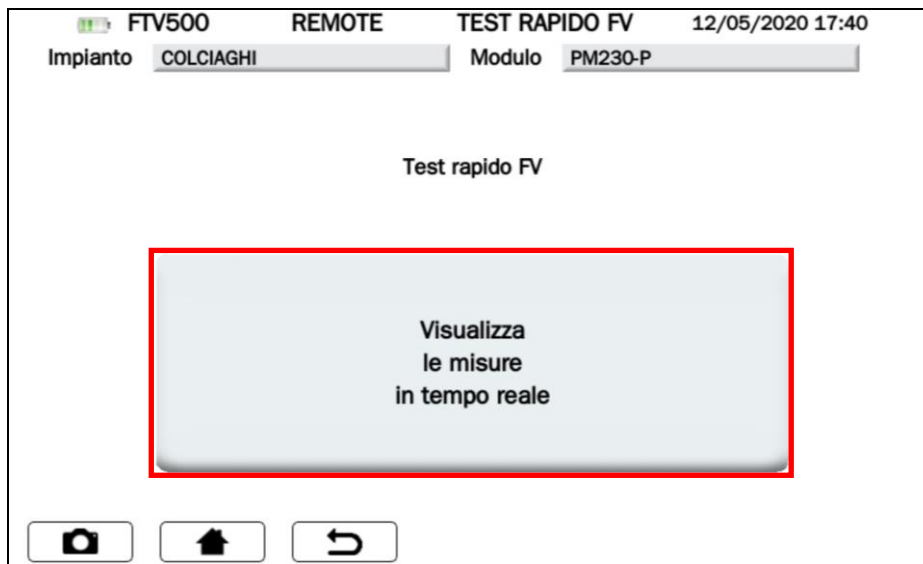 FTV500 REMOTE TEST RAPIDO FV 12/05/2020 17:40
Impianto COLCIAGHI Modulo PM230-P
Test rapido FV
Visualizza
le misure
in tempo reale